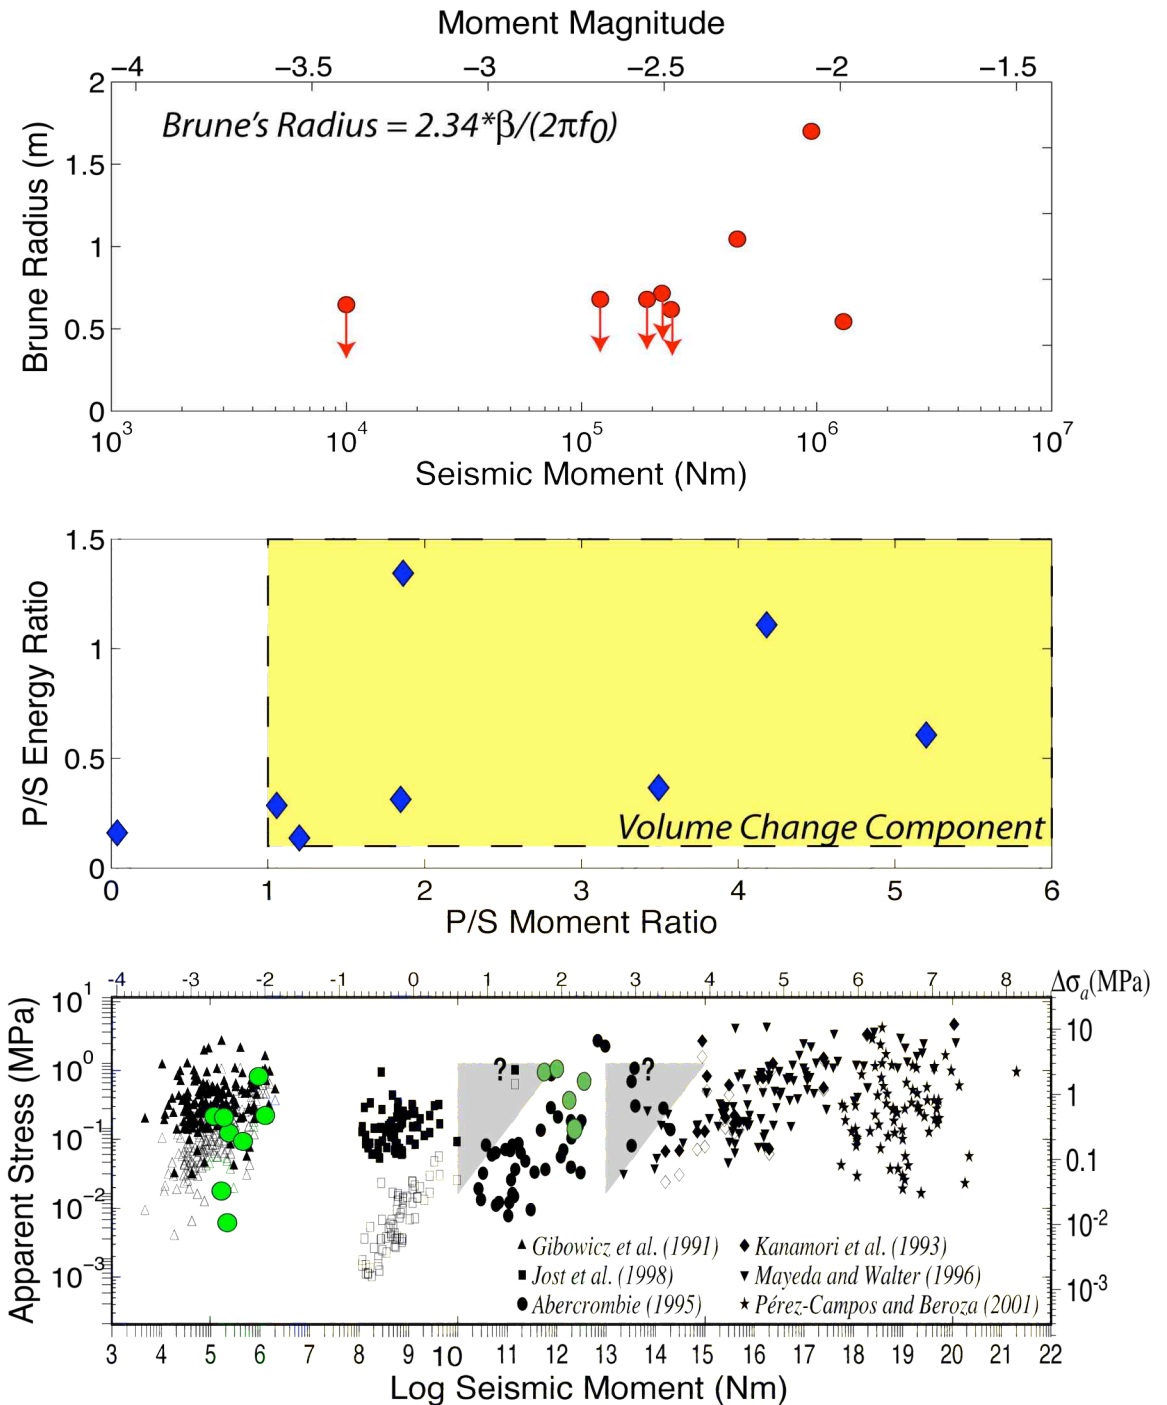 Moment Magnitude
−4 −3.5 −3 −2.5 −2 −1.5
Brune's Radius = 2.34*β/(2πf0)
Brune Radius (m)
2
1.5
1
0.5
0
10^3 10^4 10^5 10^6 10^7
Seismic Moment (Nm)
P/S Energy Ratio
1.5
1
0.5
0
Volume Change Component
0 1 2 3 4 5 6
P/S Moment Ratio
-4 -3 -2 -1 0 1 2 3 4 5 6 7 8
Δσa(MPa)
Apparent Stress (MPa)
10^1
10^0
10^−1
10^−2
10^−3
10
1
0.1
10^-2
10^-3
? ?
Gibowicz et al. (1991)
Jost et al. (1998)
Abercrombie (1995)
Kanamori et al. (1993)
Mayeda and Walter (1996)
Pérez-Campos and Beroza (2001)
3 4 5 6 7 8 9 10 11 12 13 14 15 16 17 18 19 20 21 22
Log Seismic Moment (Nm)